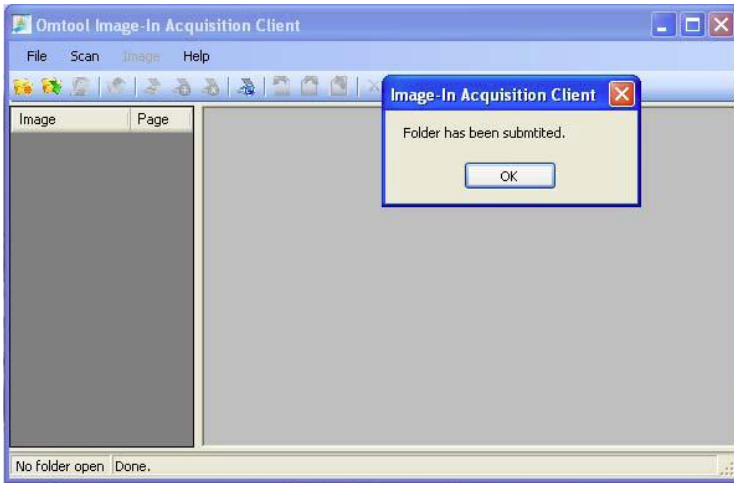 Omtool Image-In Acquisition Client
File Scan Image Help
Image Page
Image-In Acquisition Client
Folder has been submtited.
OK
No folder open Done.